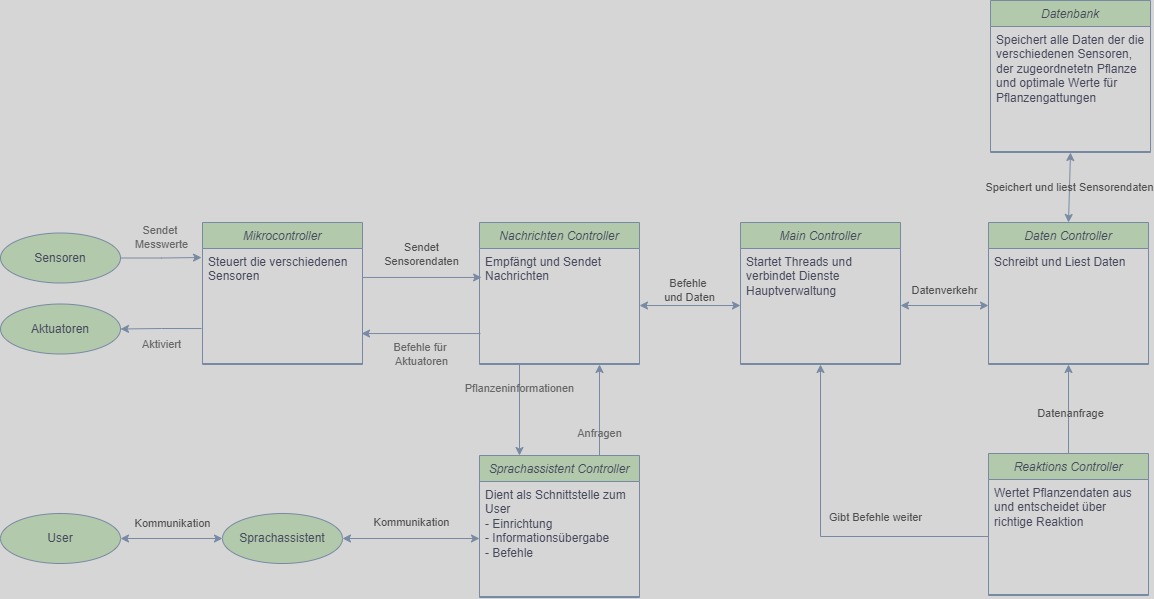 Datenbank
Speichert alle Daten der die
verschiedenen Sensoren,
der zugeordnetetn Pflanze
und optimale Werte für
Pflanzengattungen
Speichert und liest Sensorendaten
Sensoren
Sendet
Messwerte
Aktuatoren
Aktiviert
Mikrocontroller
Steuert die verschiedenen
Sensoren
Sendet
Sensorendaten
Befehle für
Aktuatoren
Nachrichten Controller
Empfängt und Sendet
Nachrichten
Befehle
und Daten
Main Controller
Startet Threads und
verbindet Dienste
Hauptverwaltung
Datenverkehr
Daten Controller
Schreibt und Liest Daten
Pflanzeninformationen
Anfragen
Datenanfrage
User
Kommunikation
Sprachassistent
Kommunikation
Sprachassistent Controller
Dient als Schnittstelle zum
User
- Einrichtung
- Informationsübergabe
- Befehle
Gibt Befehle weiter
Reaktions Controller
Wertet Pflanzendaten aus
und entscheidet über
richtige Reaktion